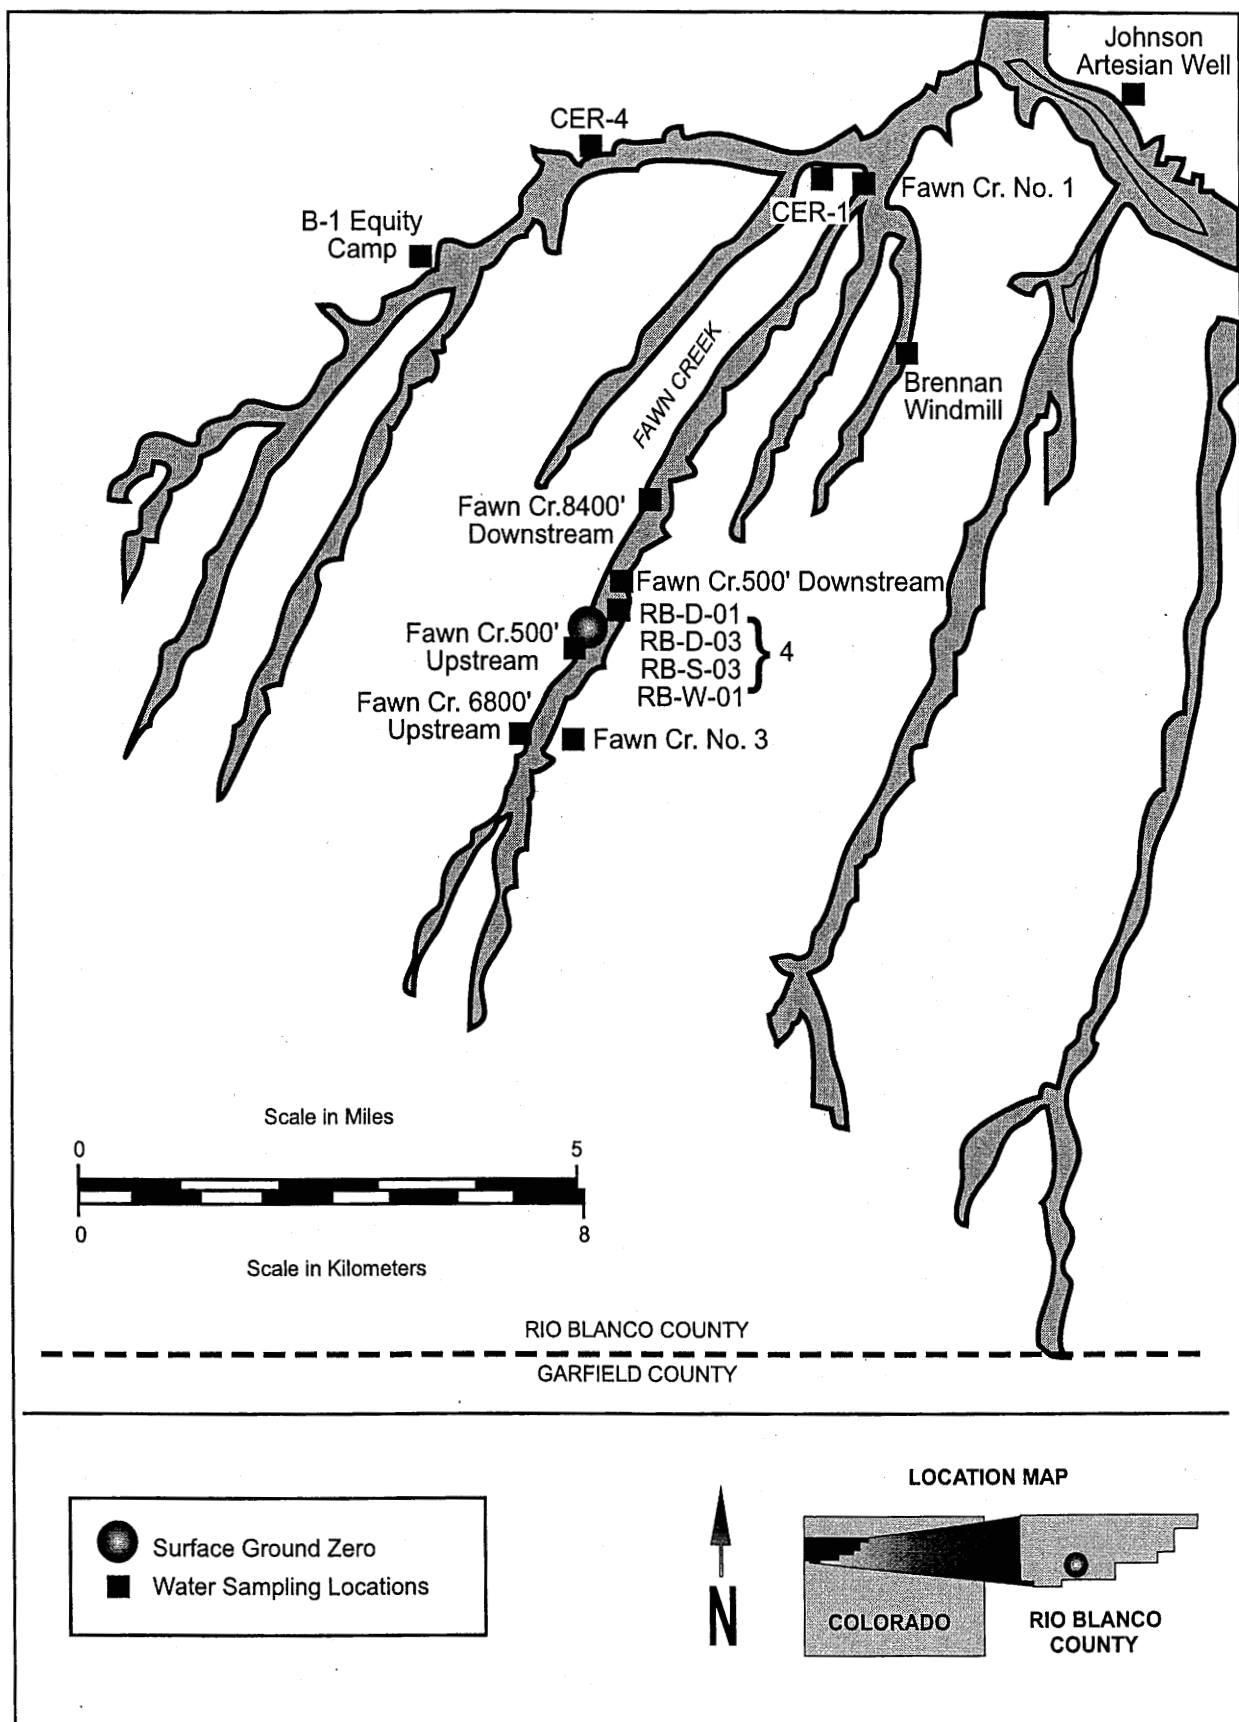 Johnson
Artesian Well
CER-4
Fawn Cr. No. 1
CER-1
B-1 Equity
Camp
FAWN CREEK
Brennan
Windmill
Fawn Cr.8400'
Downstream
Fawn Cr.500' Downstream
RB-D-01
RB-D-03
RB-S-03
RB-W-01
4
Fawn Cr.500'
Upstream
Fawn Cr. 6800'
Upstream
Fawn Cr. No. 3
Scale in Miles
0 5
0 8
Scale in Kilometers
RIO BLANCO COUNTY
GARFIELD COUNTY
Surface Ground Zero
Water Sampling Locations
N
LOCATION MAP
COLORADO
RIO BLANCO
COUNTY